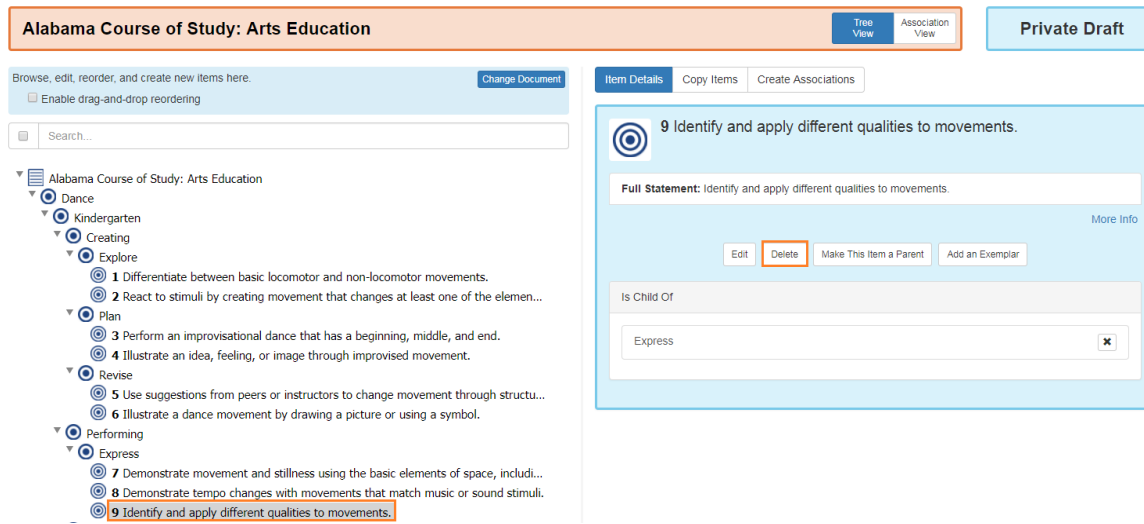 Alabama Course of Study: Arts Education
Tree View
Association View
Private Draft
Browse, edit, reorder, and create new items here.
Change Document
Enable drag-and-drop reordering
Search...
Alabama Course of Study: Arts Education
Dance
Kindergarten
Creating
Explore
1 Differentiate between basic locomotor and non-locomotor movements.
2 React to stimuli by creating movement that changes at least one of the elemen...
Plan
3 Perform an improvisational dance that has a beginning, middle, and end.
4 Illustrate an idea, feeling, or image through improvised movement.
Revise
5 Use suggestions from peers or instructors to change movement through structu...
6 Illustrate a dance movement by drawing a picture or using a symbol.
Performing
Express
7 Demonstrate movement and stillness using the basic elements of space, includi...
8 Demonstrate tempo changes with movements that match music or sound stimuli.
9 Identify and apply different qualities to movements.
Item Details
Copy Items
Create Associations
9 Identify and apply different qualities to movements.
Full Statement: Identify and apply different qualities to movements.
More Info
Edit
Delete
Make This Item a Parent
Add an Exemplar
Is Child Of
Express